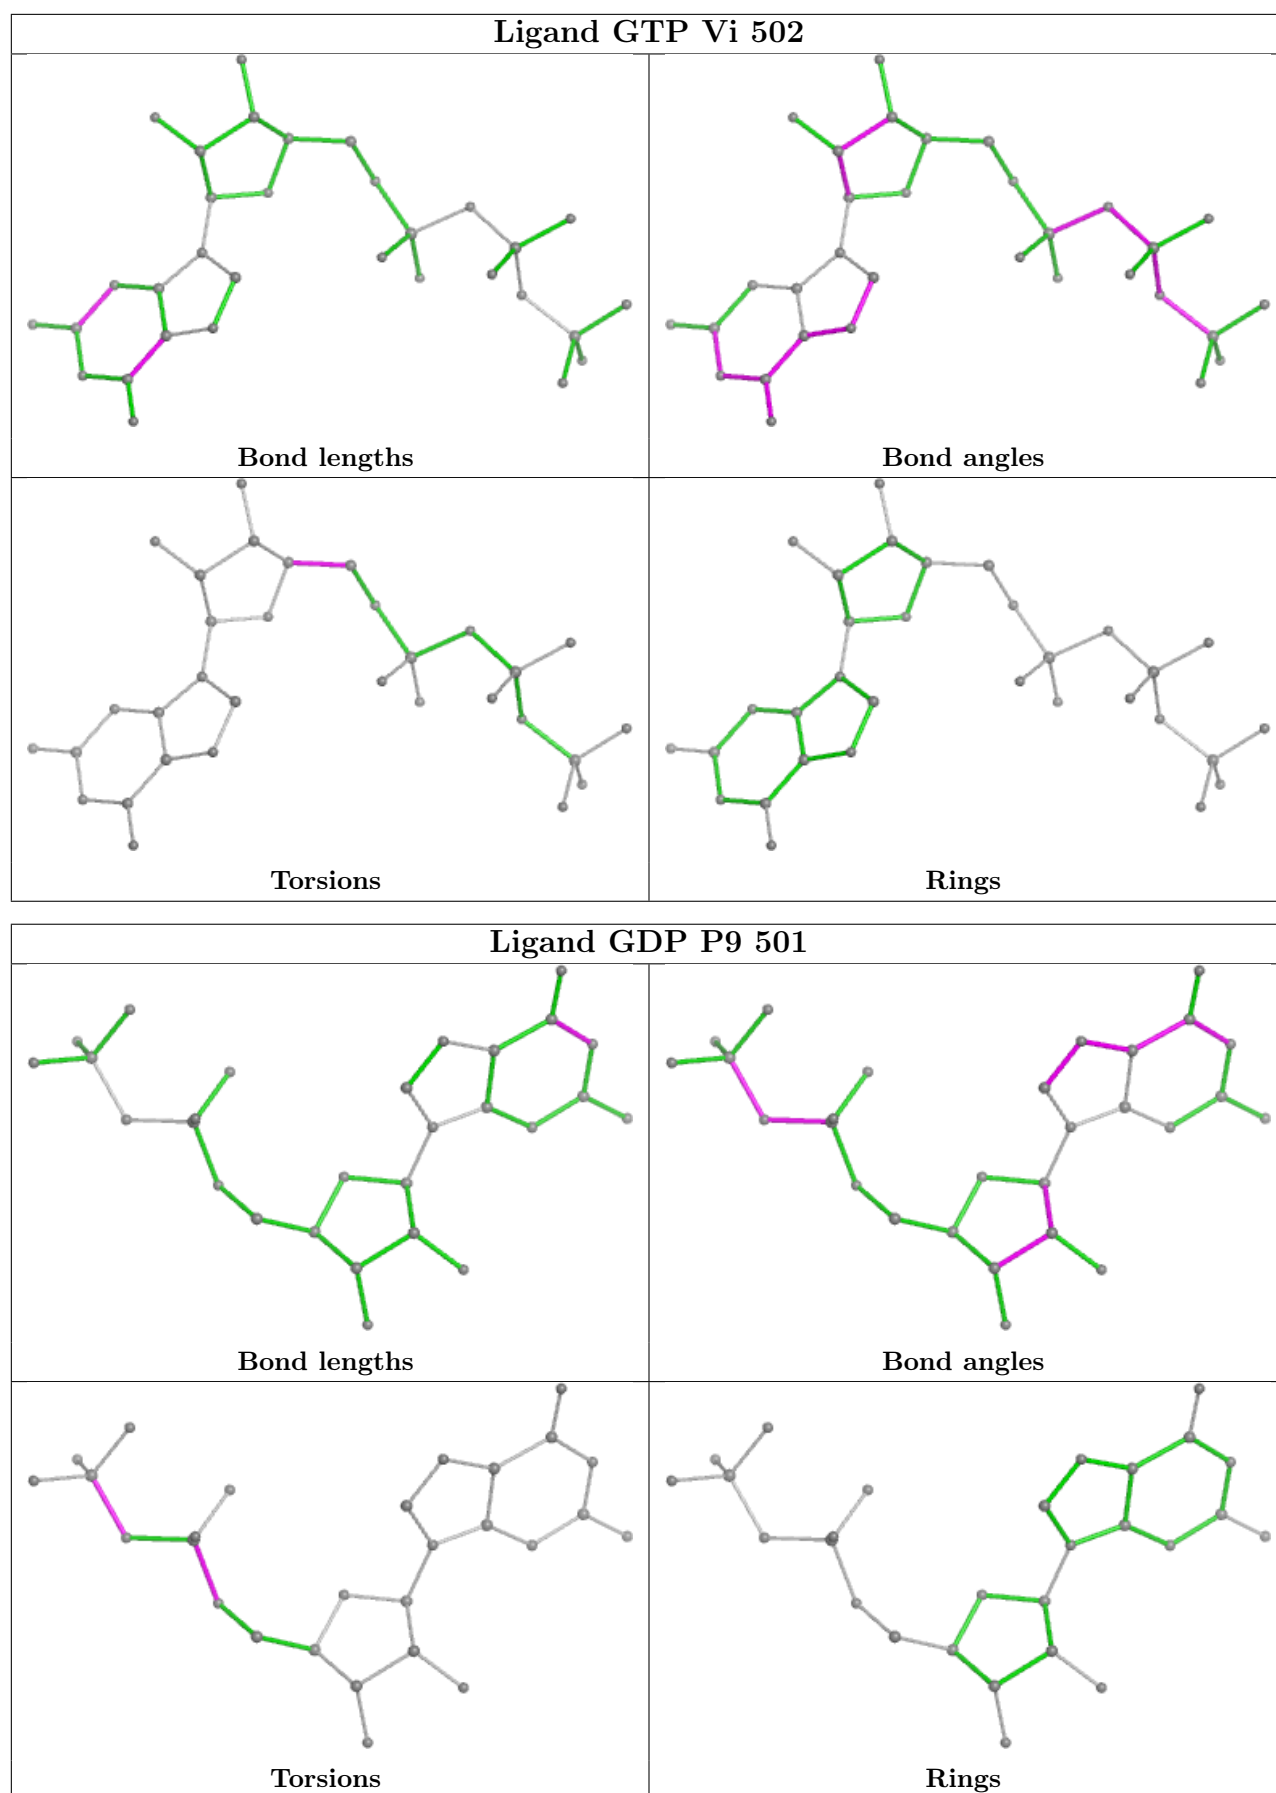 Ligand GTP Vi 502
Bond lengths
Bond angles
Torsions
Rings
Ligand GDP P9 501
Bond lengths
Bond angles
Torsions
Rings